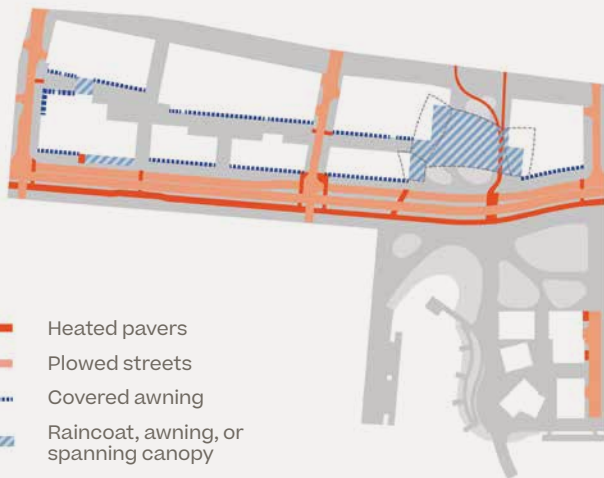 Heated pavers
Plowed streets
Covered awning
Raincoat, awning, or
spanning canopy